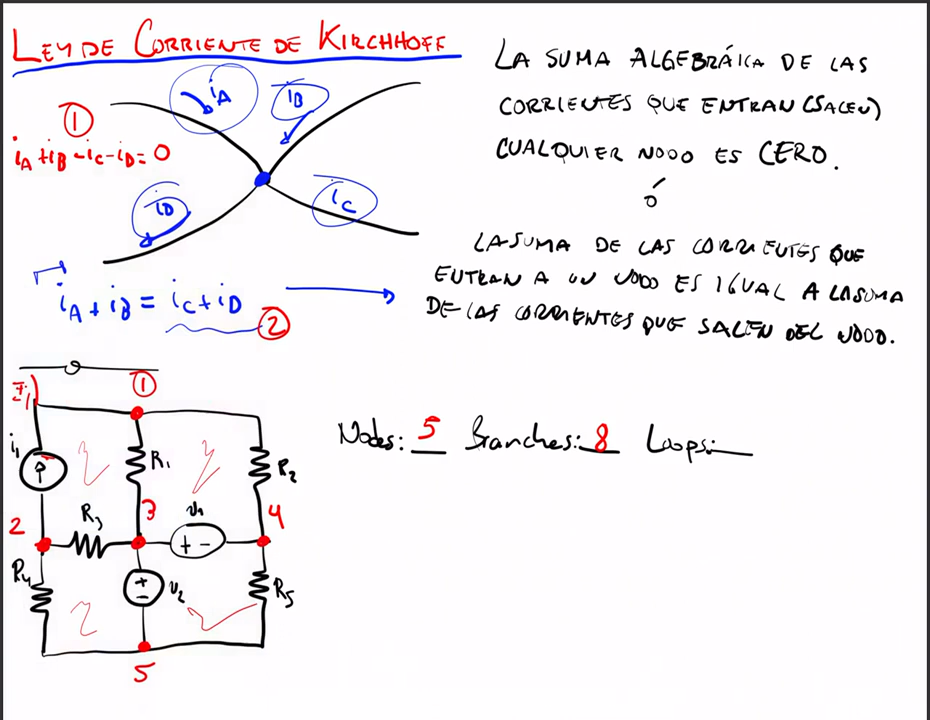 LEY DE CORRIENTE DE KIRCHHOFF
1
iA + iB - iC - iD = 0
iA
iB
iD
iC
iA + iB = iC + iD
2
LA SUMA ALGEBRÁICA DE LAS
CORRIENTES QUE ENTRAN (SALEN)
CUALQUIER NODO ES CERO.
ó
LA SUMA DE LAS CORRIENTES QUE
ENTRAN A UN NODO ES IGUAL A LA SUMA
DE LAS CORRIENTES QUE SALEN DEL NODO.
1
i1
R1
R2
2
R3
3
v1
4
+ -
R4
+
-
v2
R5
5
Nodes: 5 Branches: 8 Loops: